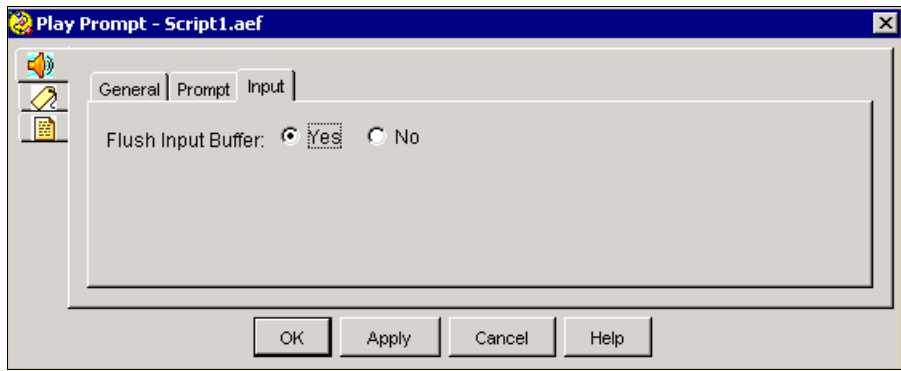 Play Prompt - Script1.aef
General Prompt Input
Flush Input Buffer: Yes No
OK Apply Cancel Help